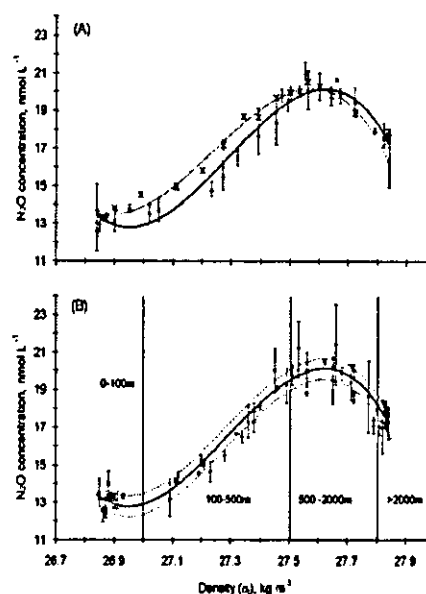 (A)
N₂O concentration, nmol L⁻¹
23
21
19
17
15
13
11
(B)
N₂O concentration, nmol L⁻¹
23
21
19
17
15
13
11
0-100m
100-500m
500-2000m
>2000m
26.7 26.9 27.1 27.3 27.5 27.7 27.9
Density (σₜ), kg m⁻³